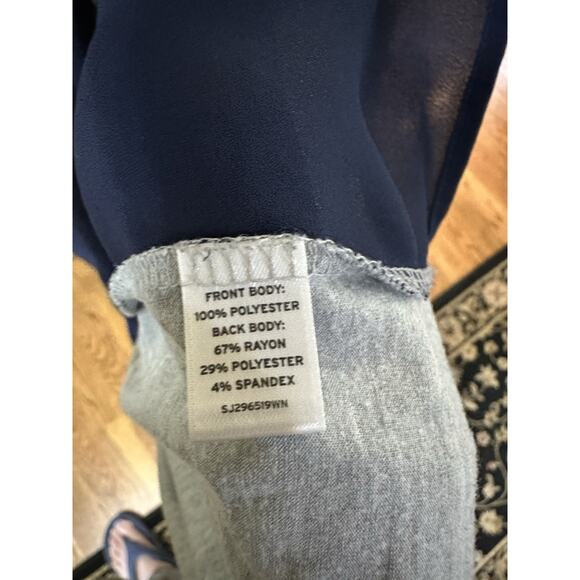 FRONT BODY:
100% POLYESTER
BACK BODY:
67% RAYON
29% POLYESTER
4% SPANDEX
SJ296519WN